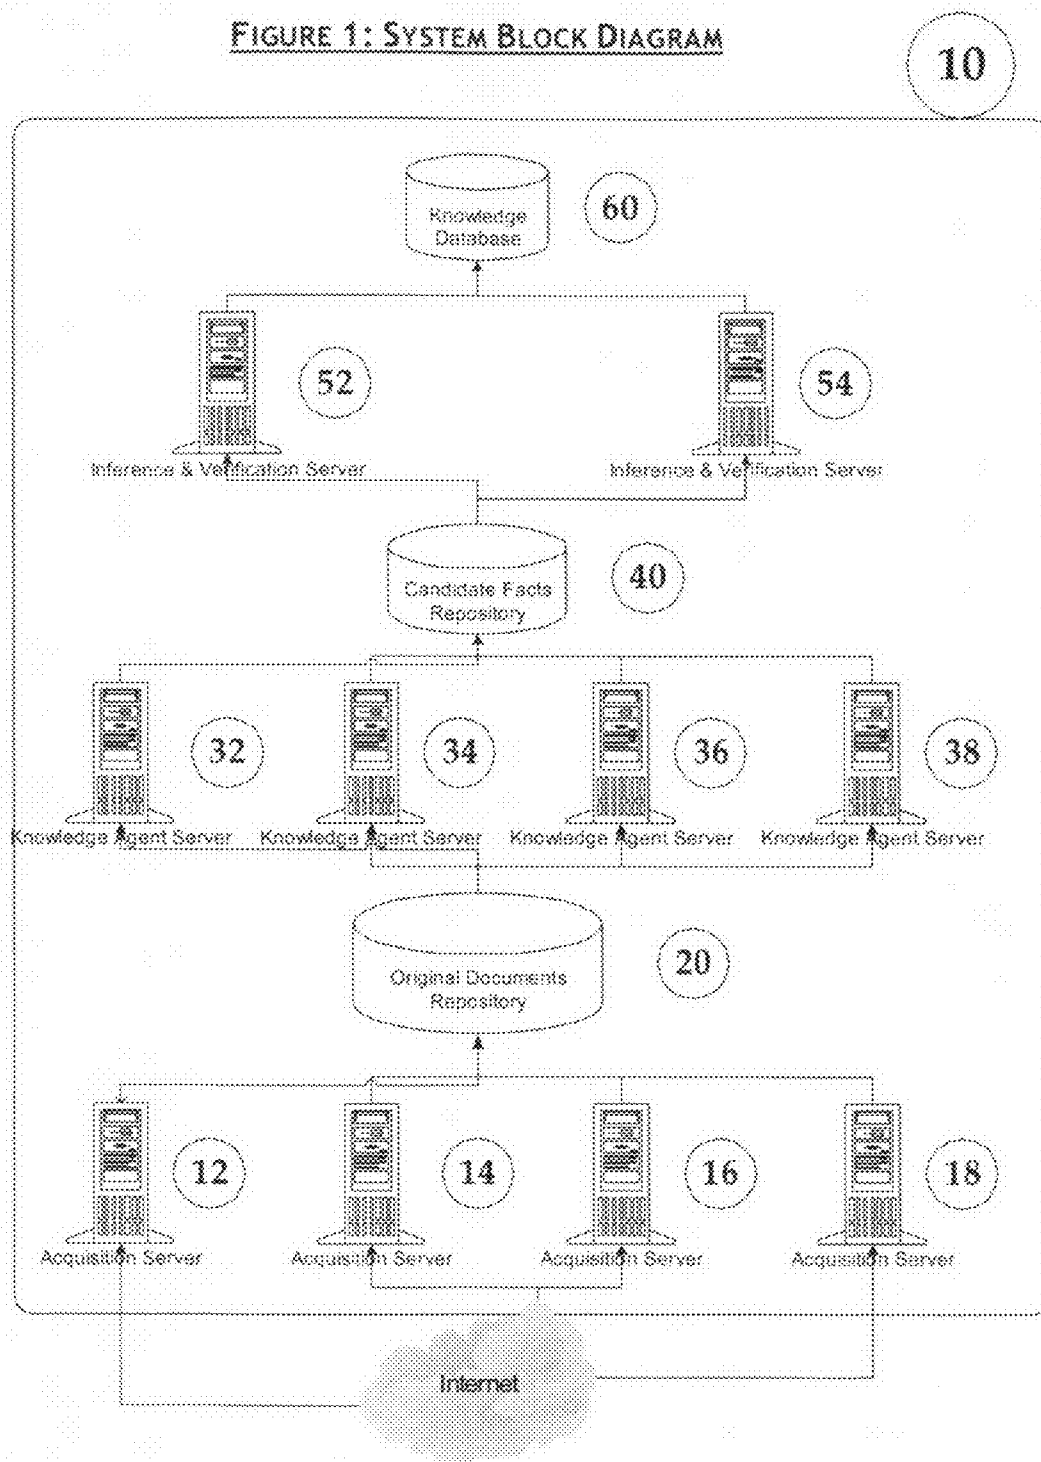 FIGURE 1: SYSTEM BLOCK DIAGRAM
10
Knowledge
Database
60
52
54
Inference & Verification Server
Inference & Verification Server
Candidate Facts
Repository
40
32
34
36
38
Knowledge Agent Server
Knowledge Agent Server
Knowledge Agent Server
Knowledge Agent Server
Original Documents
Repository
20
12
14
16
18
Acquisition Server
Acquisition Server
Acquisition Server
Acquisition Server
Internet